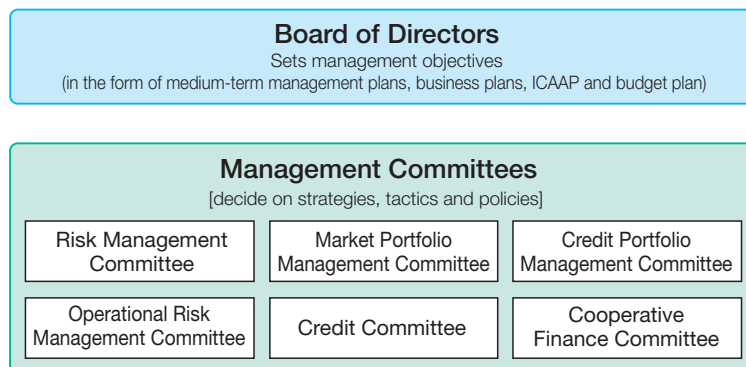 Board of Directors
Sets management objectives
(in the form of medium-term management plans, business plans, ICAAP and budget plan)
Management Committees
[decide on strategies, tactics and policies]
Risk Management
Committee
Market Portfolio
Management Committee
Credit Portfolio
Management Committee
Operational Risk
Management Committee
Credit Committee
Cooperative
Finance Committee